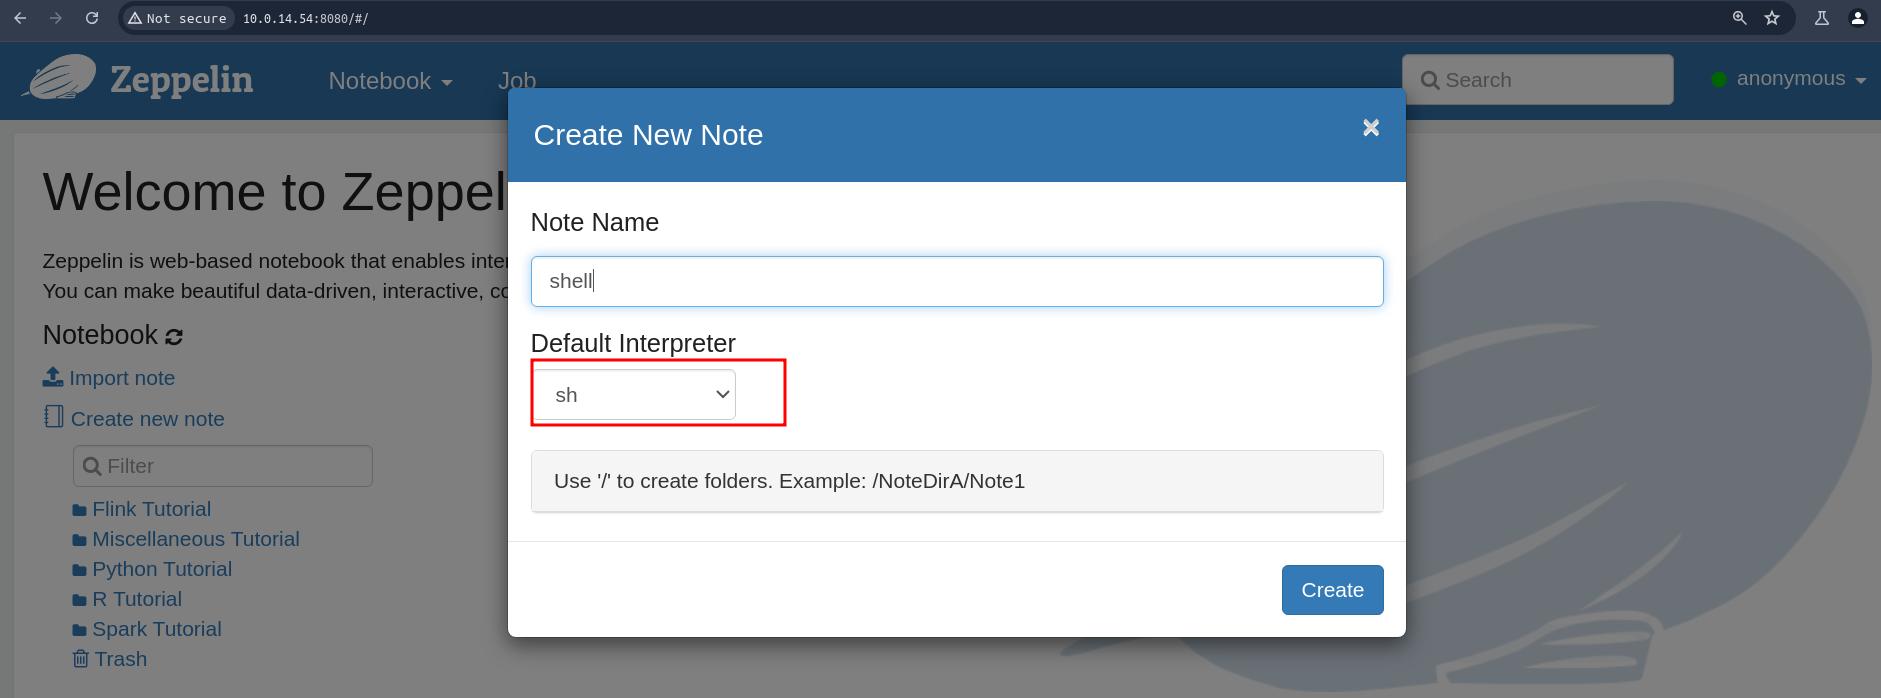 Not secure 10.0.14.54:8080/#/
Zeppelin Notebook Job Search anonymous
Create New Note
Welcome to Zeppel
Note Name
Zeppelin is web-based notebook that enables inte
shell
You can make beautiful data-driven, interactive, co
Notebook
Default Interpreter
Import note
sh
Create new note
Filter
Use '/' to create folders. Example: /NoteDirA/Note1
Flink Tutorial
Miscellaneous Tutorial
Python Tutorial
R Tutorial
Create
Spark Tutorial
Trash